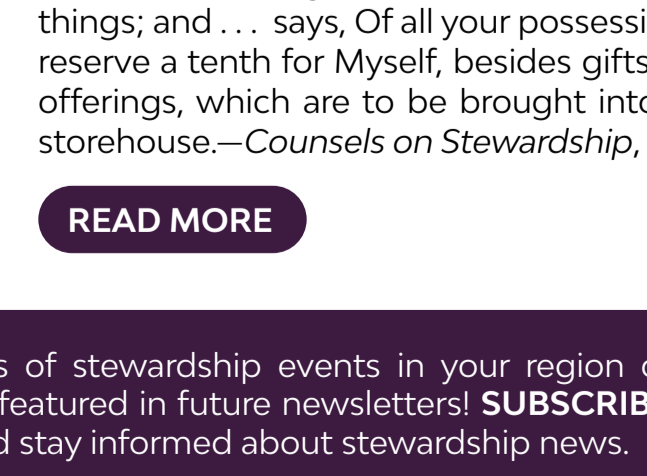 things; and . . . says, Of all your possessi
reserve a tenth for Myself, besides gifts
offerings, which are to be brought into
storehouse.—Counsels on Stewardship,
READ MORE
s of stewardship events in your region
featured in future newsletters! SUBSCRIB
d stay informed about stewardship news.